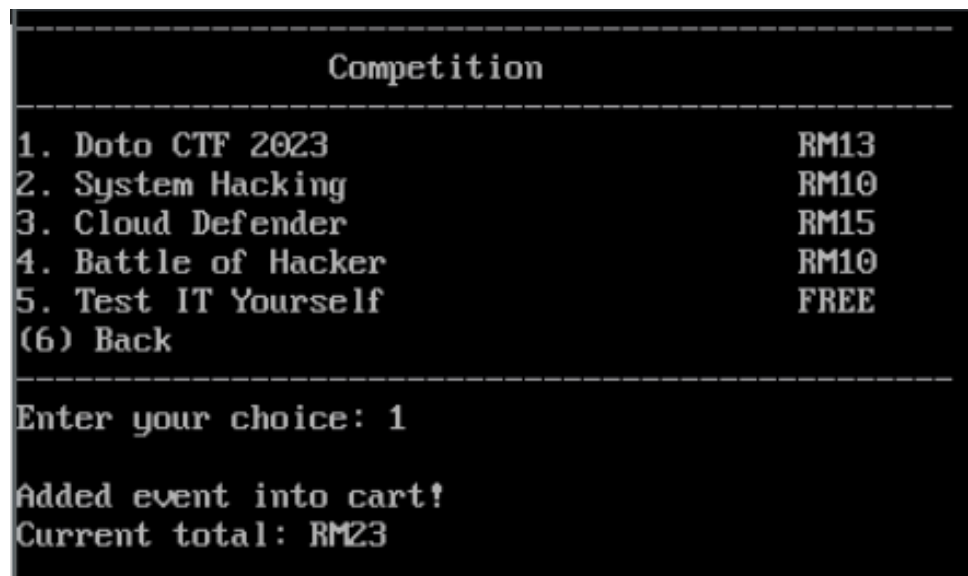 Competition
1. Doto CTF 2023 RM13
2. System Hacking RM10
3. Cloud Defender RM15
4. Battle of Hacker RM10
5. Test IT Yourself FREE
(6) Back
Enter your choice: 1
Added event into cart!
Current total: RM23